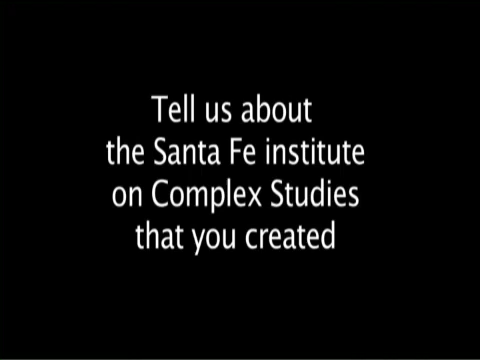 Tell us about
the Santa Fe institute
on Complex Studies
that you created